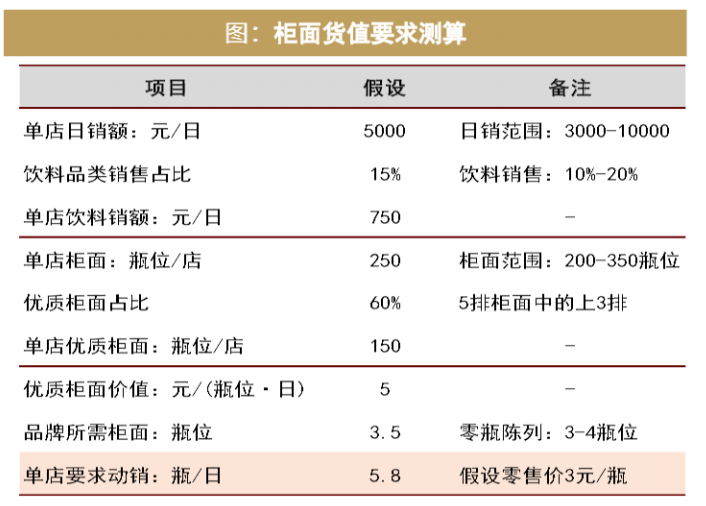 图：柜面货值要求测算
项目 假设 备注
单店日销额：元/日 5000 日销范围：3000-10000
饮料品类销售占比 15% 饮料销售：10%-20%
单店饮料销额：元/日 750 -
单店柜面：瓶位/店 250 柜面范围：200-350瓶位
优质柜面占比 60% 5排柜面中的上3排
单店优质柜面：瓶位/店 150 -
优质柜面价值：元/(瓶位·日) 5 -
品牌所需柜面：瓶位 3.5 零瓶陈列：3-4瓶位
单店要求动销：瓶/日 5.8 假设零售价3元/瓶